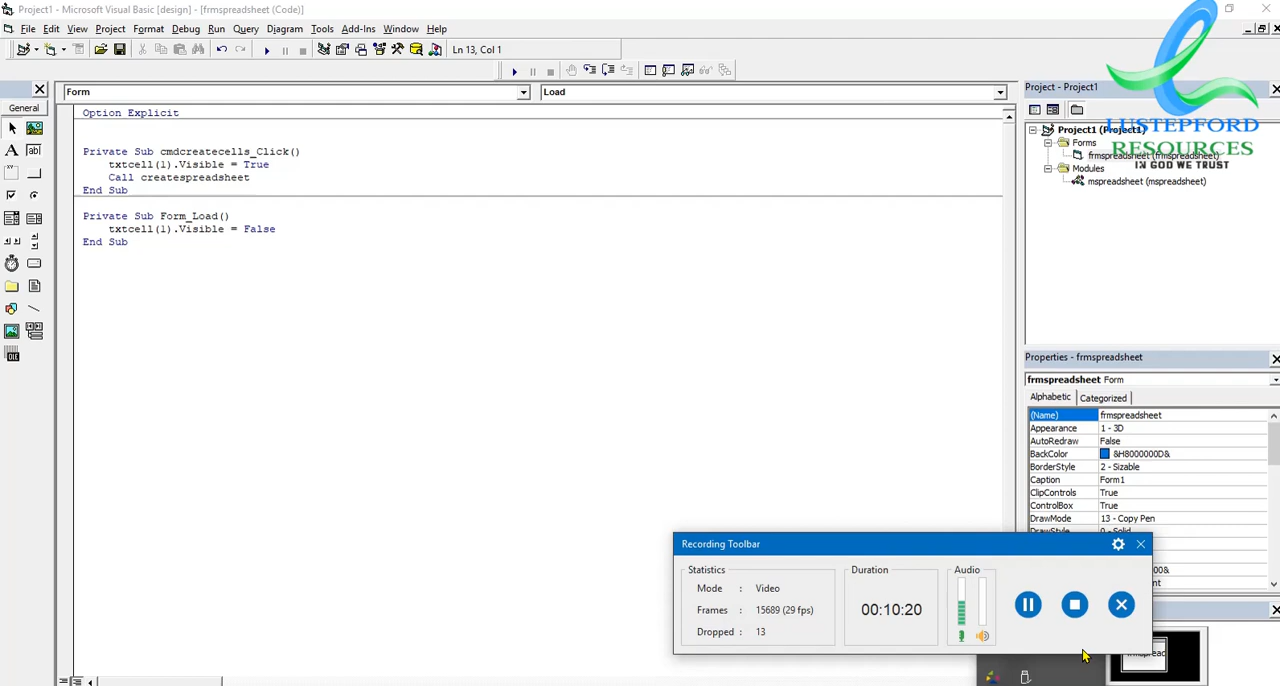 Project1 - Microsoft Visual Basic [design] - [frmspreadsheet (Code)]
File Edit View Project Format Debug Run Query Diagram Tools Add-Ins Window Help
Ln 13, Col 1
General
Form
Load
Option Explicit
Private Sub cmdcreatecells_Click()
txtcell(1).Visible = True
Call createspreadsheet
End Sub
Private Sub Form_Load()
txtcell(1).Visible = False
End Sub
Project - Project1
Project1 (Project1)
Forms
frmspreadsheet (frmspreadsheet)
Modules
mspreadsheet (mspreadsheet)
LUSTEPFORD
RESOURCES
IN GOD WE TRUST
Properties - frmspreadsheet
frmspreadsheet Form
Alphabetic Categorized
(Name) frmspreadsheet
Appearance 1 - 3D
AutoRedraw False
BackColor &H8000000D&
BorderStyle 2 - Sizable
Caption Form1
ClipControls True
ControlBox True
DrawMode 13 - Copy Pen
DrawStyle 0 - Solid
Recording Toolbar
Statistics
Mode : Video
Frames : 15689 (29 fps)
Dropped : 13
Duration
00:10:20
Audio